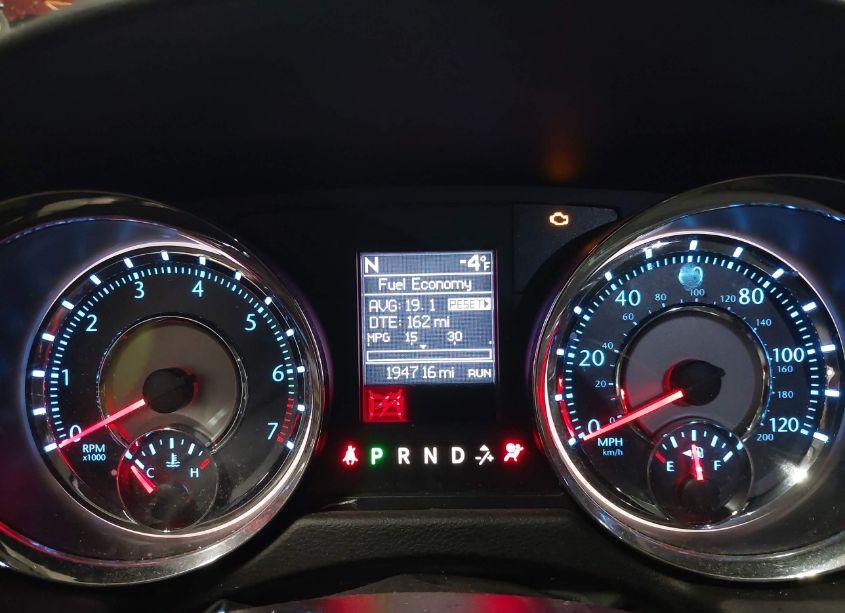 0 1 2 3 4 5 6 7
RPM
x1000
C H
N -4°F
Fuel Economy
AVG: 19.1 RESET
DTE: 162 mi
MPG 15 30
194716 mi RUN
P R N D
0 20 40 80 100 120
0 20 40 60 80 100 120 140 160 180 200
MPH
km/h
E F